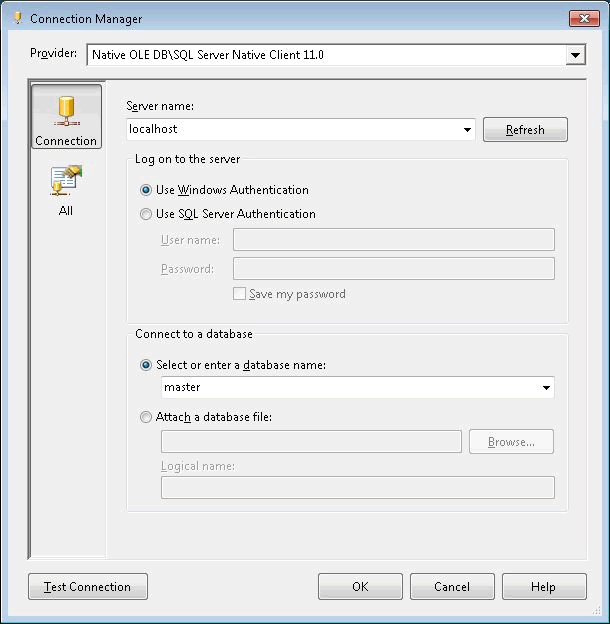 Connection Manager
Provider: Native OLE DB\SQL Server Native Client 11.0
Connection
All
Server name:
localhost
Refresh
Log on to the server
Use Windows Authentication
Use SQL Server Authentication
User name:
Password:
Save my password
Connect to a database
Select or enter a database name:
master
Attach a database file:
Browse...
Logical name:
Test Connection
OK
Cancel
Help